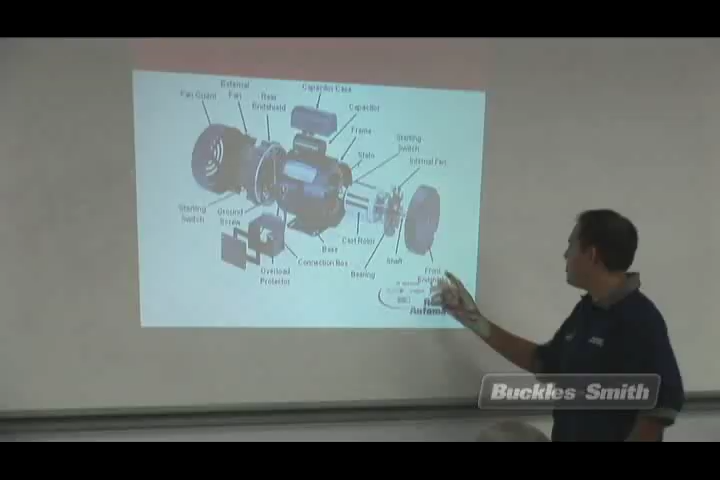 External
Fan
Fan Guard
Rear
Endshield
Capacitor Case
Capacitor
Frame
Starting
Switch
Internal Fan
Starting
Switch
Ground
Screw
Base
Cast Rotor
Shaft
Connection Box
Bearing
Overload
Protector
Front
Buckles-Smith